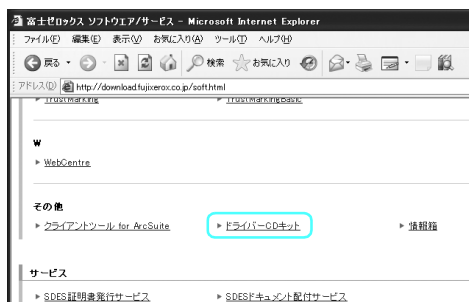 富士ゼロックス ソフトウエア/サービス - Microsoft Internet Explorer
ファイル(F) 編集(E) 表示(V) お気に入り(A) ツール(T) ヘルプ(H)
戻る 検索 お気に入り
アドレス(D) http://download.fujixerox.co.jp/soft.html
TrustMarking TrustMarkingBasic
W
WebCentre
その他
クライアントツール for ArcSuite ドライバーCDキット 情報箱
サービス
SDES証明書発行サービス SDESドキュメント配付サービス